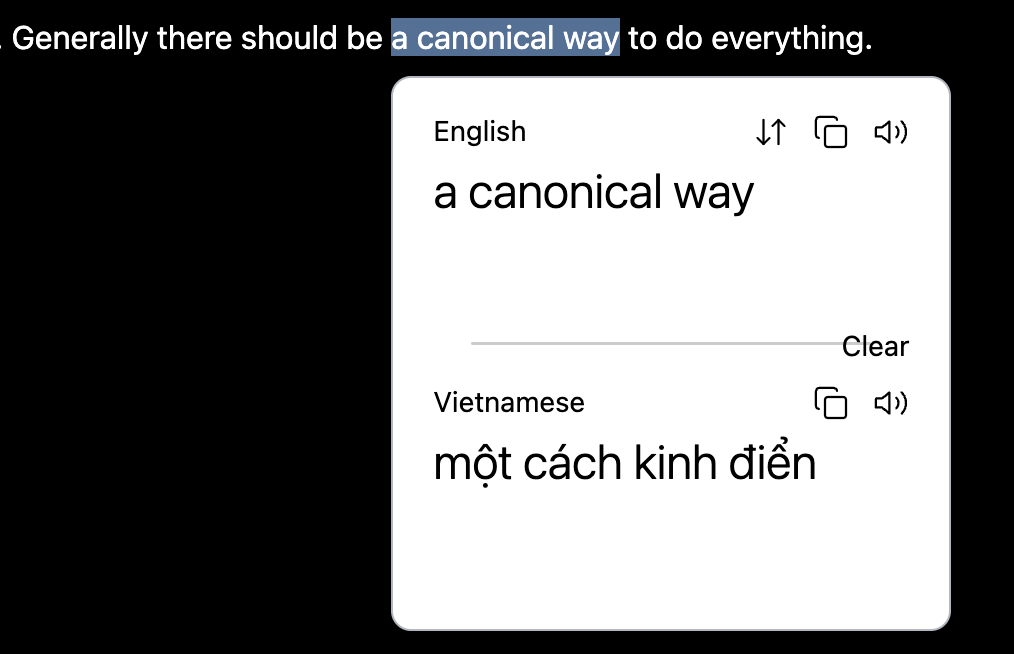 . Generally there should be a canonical way to do everything.
English
a canonical way
Clear
Vietnamese
một cách kinh điển